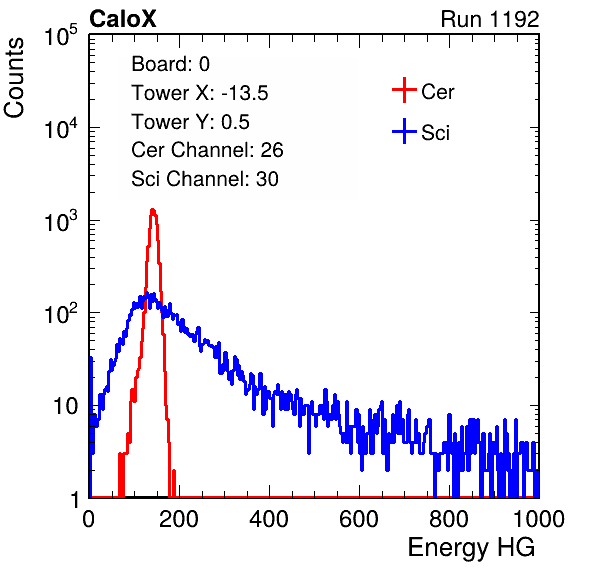 CaloX Run 1192
Counts
10^5
10^4
10^3
10^2
10
1
Board: 0
Tower X: -13.5
Tower Y: 0.5
Cer Channel: 26
Sci Channel: 30
Cer
Sci
0 200 400 600 800 1000
Energy HG